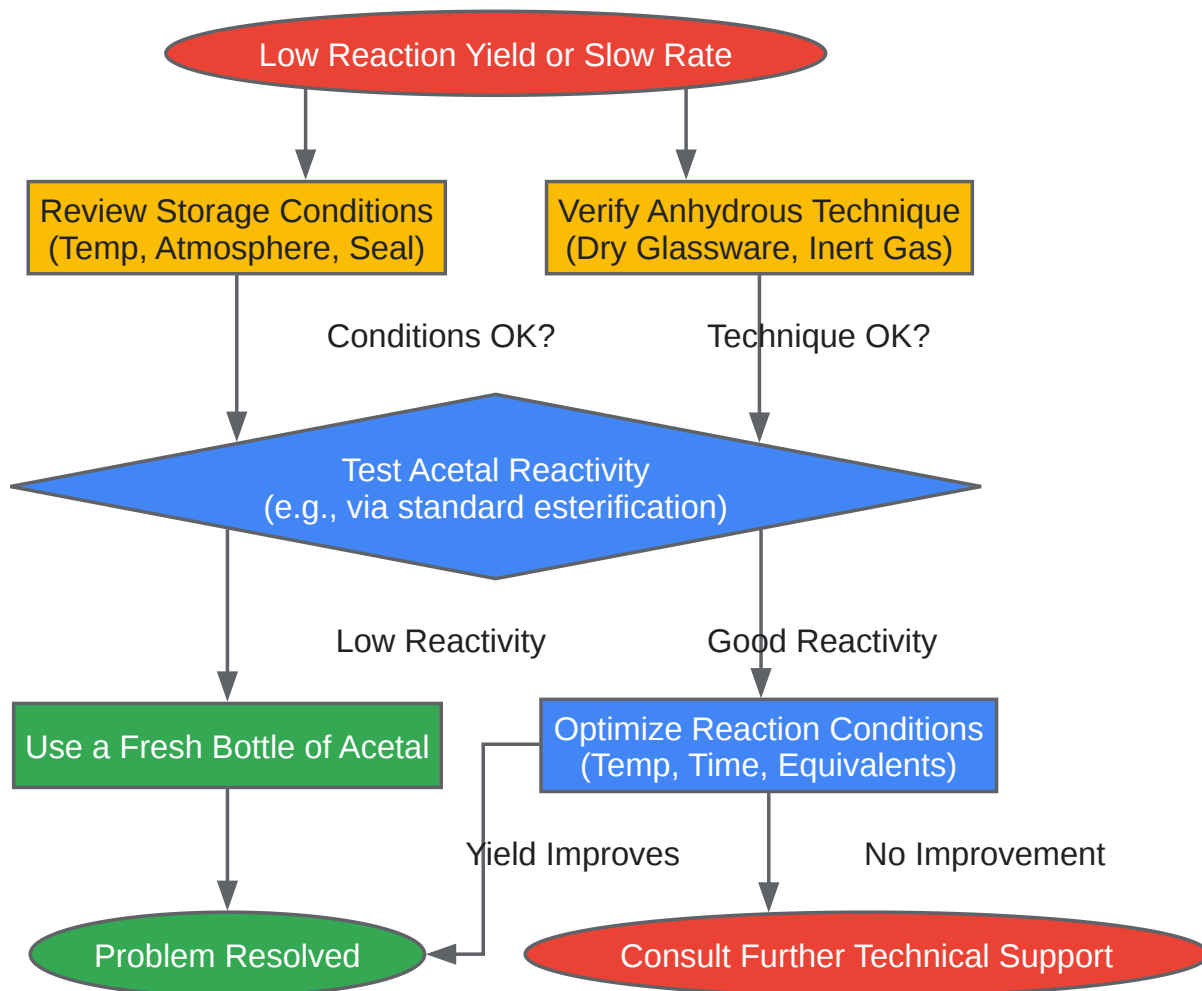 Low Reaction Yield or Slow Rate
Review Storage Conditions
(Temp, Atmosphere, Seal)
Verify Anhydrous Technique
(Dry Glassware, Inert Gas)
Conditions OK?
Technique OK?
Test Acetal Reactivity
(e.g., via standard esterification)
Low Reactivity
Good Reactivity
Use a Fresh Bottle of Acetal
Optimize Reaction Conditions
(Temp, Time, Equivalents)
Yield Improves
No Improvement
Problem Resolved
Consult Further Technical Support